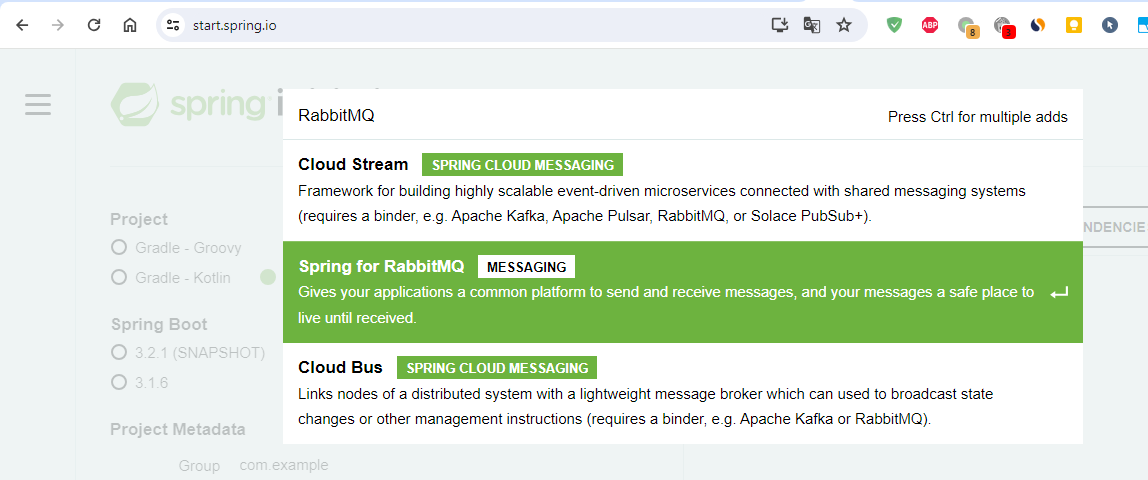 start.spring.io
ABP
8
3
spring
RabbitMQ
Press Ctrl for multiple adds
Cloud Stream SPRING CLOUD MESSAGING
Framework for building highly scalable event-driven microservices connected with shared messaging systems
(requires a binder, e.g. Apache Kafka, Apache Pulsar, RabbitMQ, or Solace PubSub+).
Spring for RabbitMQ MESSAGING
Gives your applications a common platform to send and receive messages, and your messages a safe place to
live until received.
Cloud Bus SPRING CLOUD MESSAGING
Links nodes of a distributed system with a lightweight message broker which can used to broadcast state
changes or other management instructions (requires a binder, e.g. Apache Kafka or RabbitMQ).
Project
Gradle - Groovy
Gradle - Kotlin
Spring Boot
3.2.1 (SNAPSHOT)
3.1.6
Project Metadata
Group com.example
NDENCIE